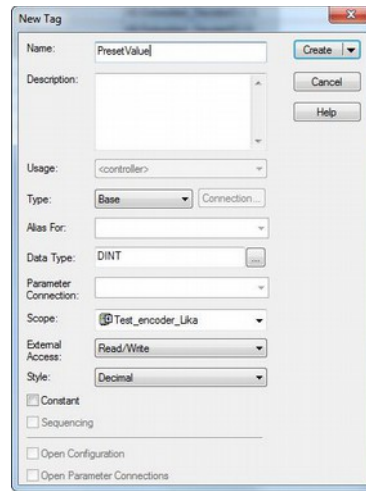 New Tag
Name: PresetValue
Create
Description:
Cancel
Help
Usage: <controller>
Type: Base Connection...
Alias For:
Data Type: DINT ...
Parameter
Connection:
Scope: Test_encoder_Lika
External
Access: Read/Write
Style: Decimal
Constant
Sequencing
Open Configuration
Open Parameter Connections